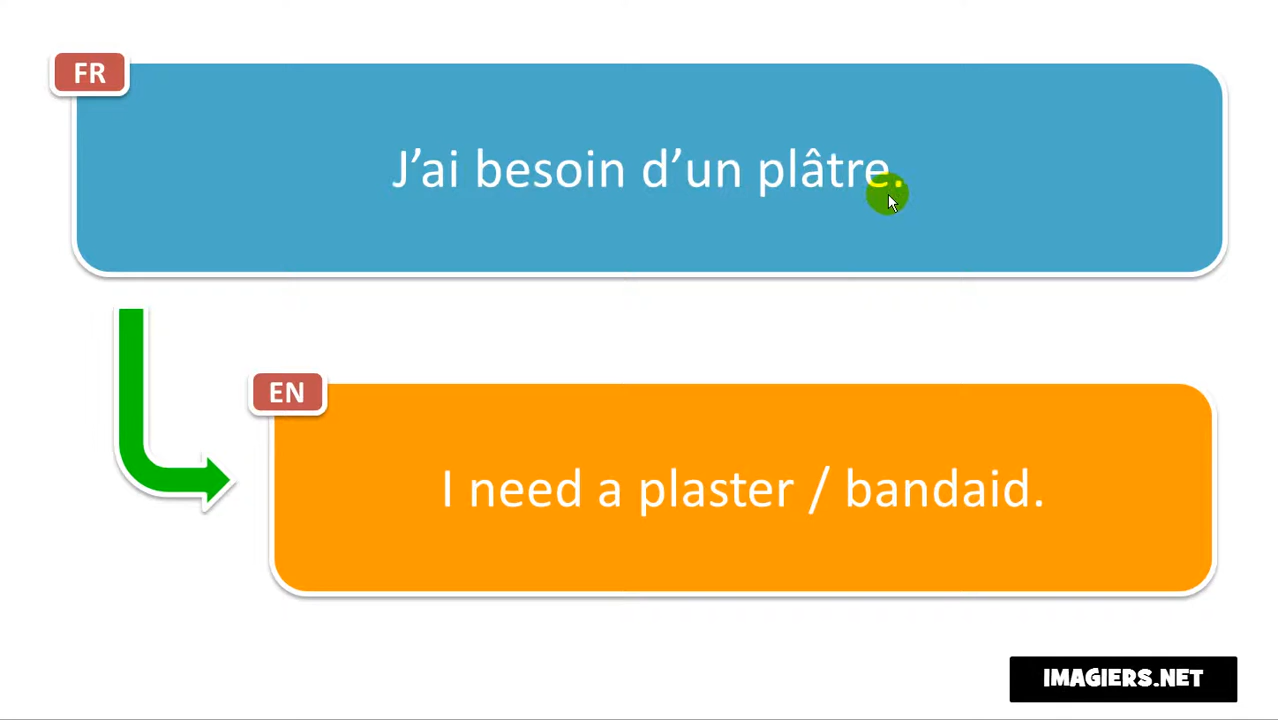 FR
J’ai besoin d’un plâtre.
EN
I need a plaster / bandaid.
IMAGIERS.NET